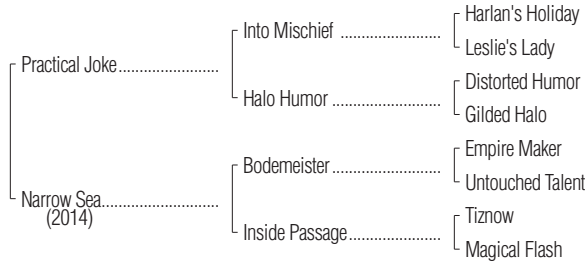 Harlan's Holiday
Into Mischief ........................
Leslie's Lady
Practical Joke........................
Distorted Humor
Halo Humor ..........................
Gilded Halo
Empire Maker
Bodemeister ..........................
Untouched Talent
Narrow Sea............................
(2014)
Tiznow
Inside Passage......................
Magical Flash